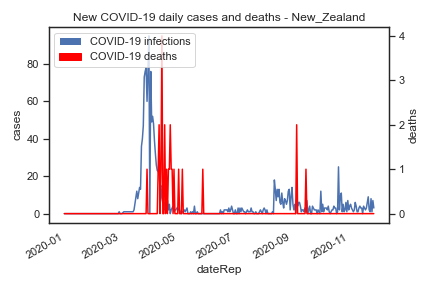 New COVID-19 daily cases and deaths - New_Zealand
COVID-19 infections
COVID-19 deaths
80
60
40
20
0
cases
4
3
2
1
0
deaths
2020-01
2020-03
2020-05
2020-07
2020-09
2020-11
dateRep